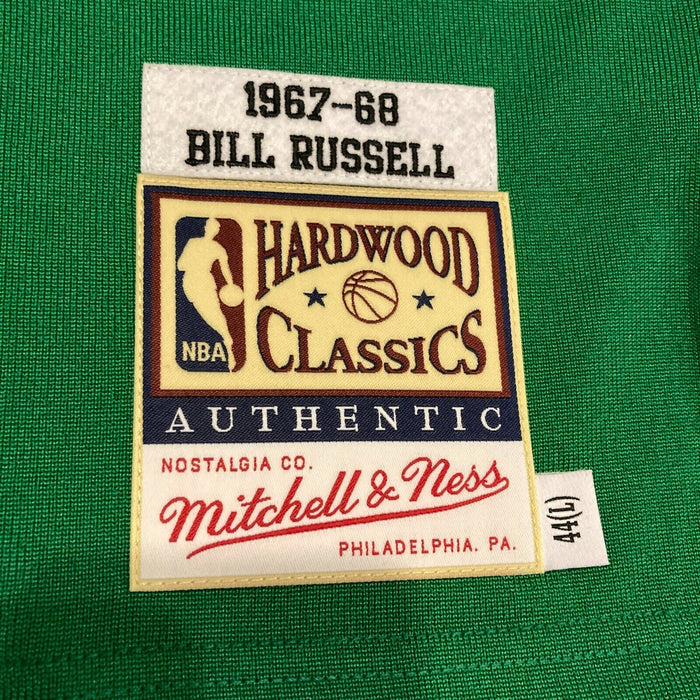 1967-68
BILL RUSSELL
HARDWOOD
NBA
CLASSICS
AUTHENTIC
NOSTALGIA CO.
Mitchell & Ness
PHILADELPHIA. PA.
44(L)